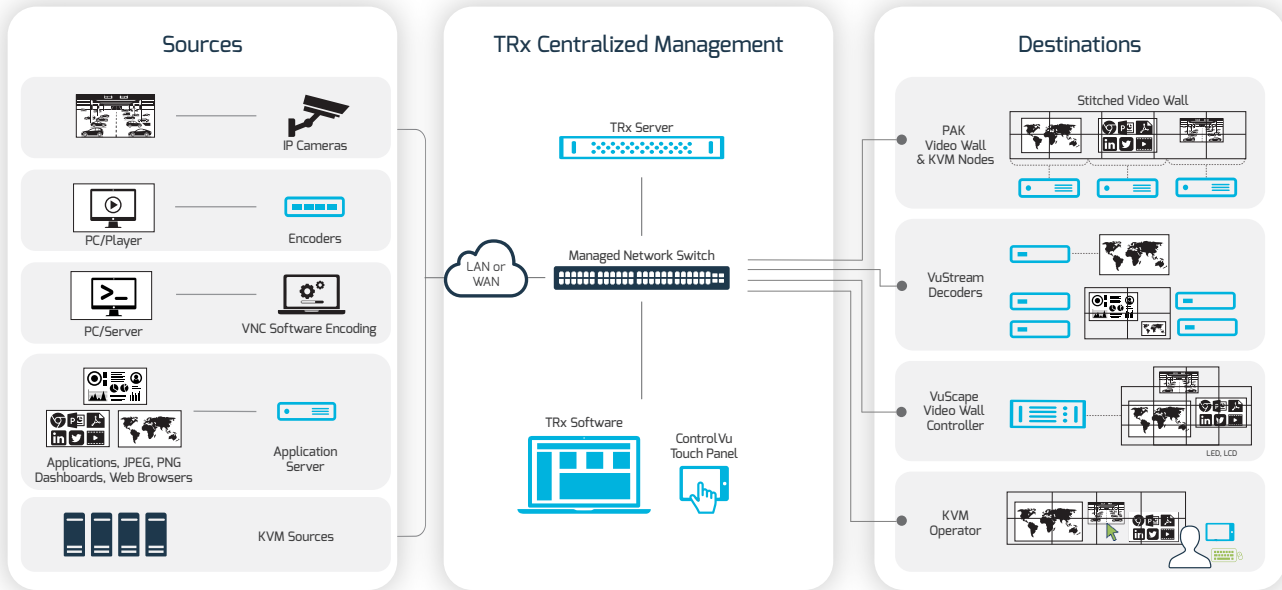 Sources
IP Cameras
PC/Player
Encoders
PC/Server
VNC Software Encoding
Applications, JPEG, PNG
Dashboards, Web Browsers
Application
Server
KVM Sources
LAN or
WAN
TRx Centralized Management
TRx Server
Managed Network Switch
TRx Software
ControlVu
Touch Panel
Destinations
PAK
Video Wall
& KVM Nodes
Stitched Video Wall
VuStream
Decoders
VuScape
Video Wall
Controller
LED, LCD
KVM
Operator